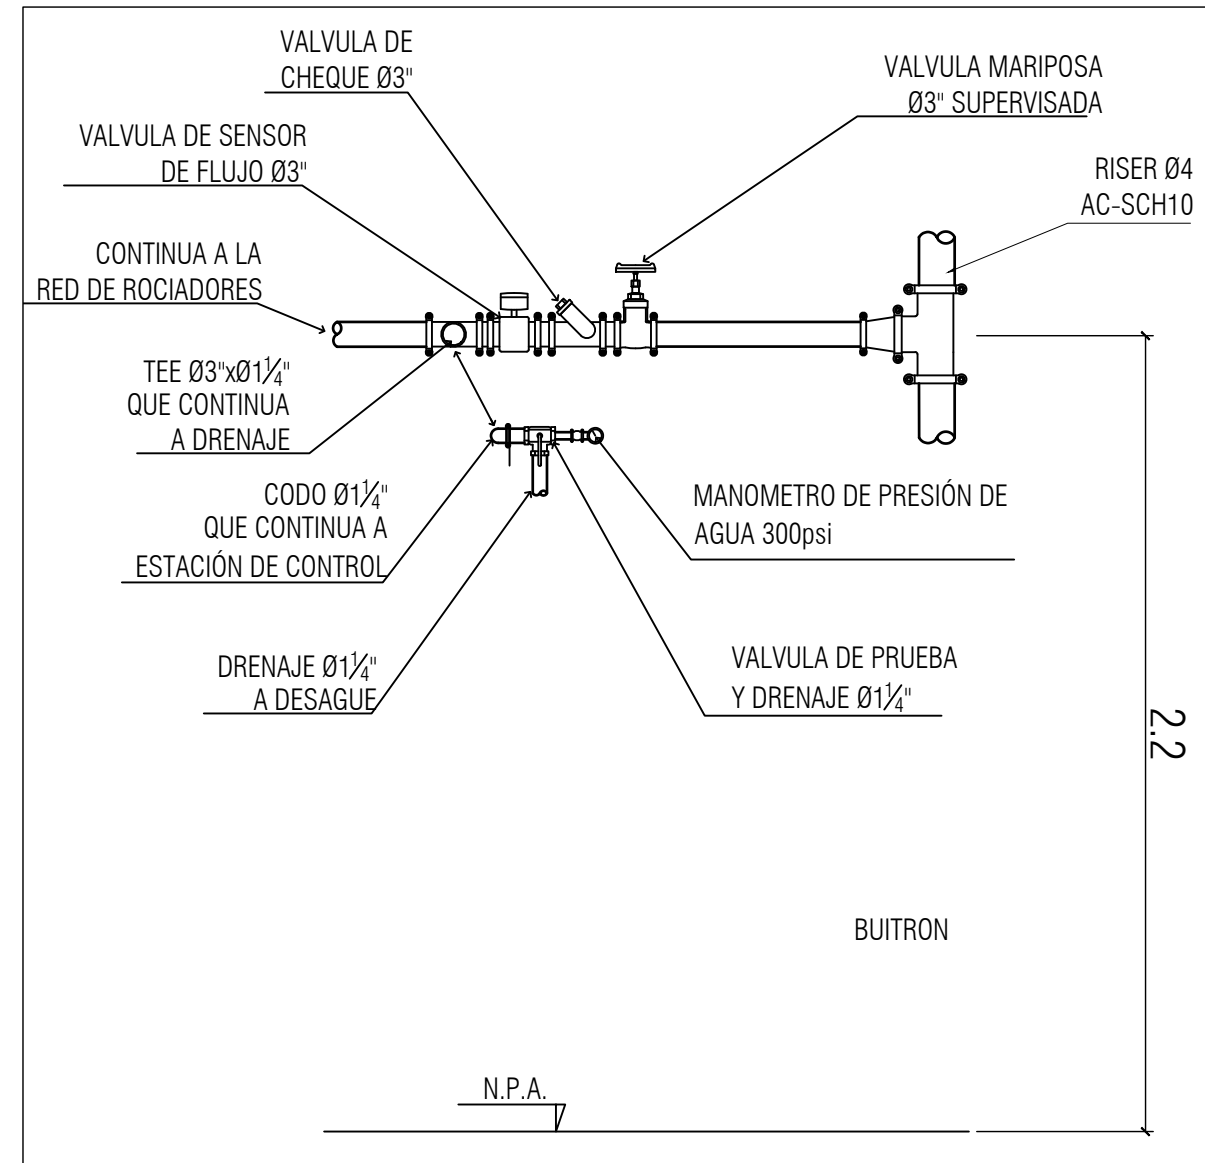 VALVULA DE
CHEQUE Ø3"
VALVULA MARIPOSA
Ø3" SUPERVISADA
VALVULA DE SENSOR
DE FLUJO Ø3"
RISER Ø4
AC-SCH10
CONTINUA A LA
RED DE ROCIADORES
TEE Ø3"xØ1¼"
QUE CONTINUA
A DRENAJE
CODO Ø1¼"
QUE CONTINUA A
ESTACIÓN DE CONTROL
MANOMETRO DE PRESIÓN DE
AGUA 300psi
DRENAJE Ø1¼"
A DESAGUE
VALVULA DE PRUEBA
Y DRENAJE Ø1¼"
2.2
BUITRON
N.P.A.